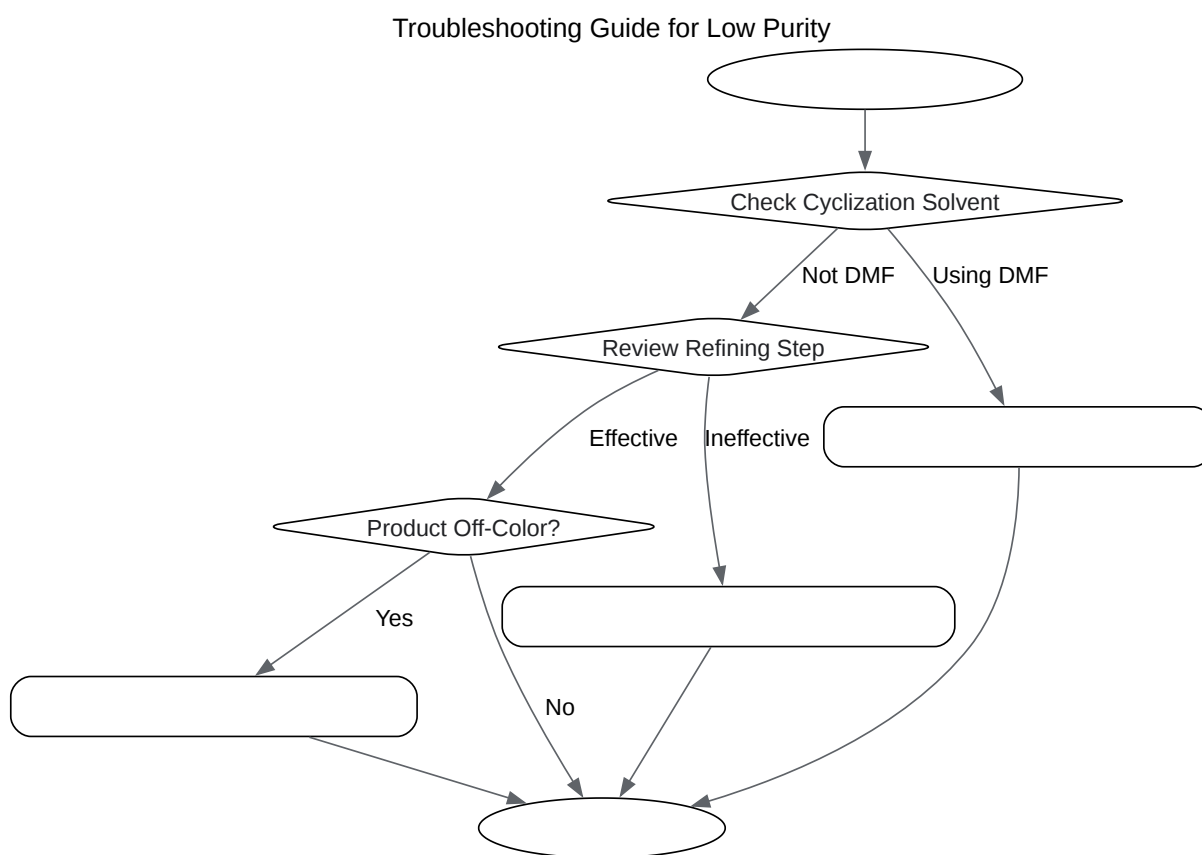 Troubleshooting Guide for Low Purity
Check Cyclization Solvent
Not DMF
Using DMF
Review Refining Step
Effective
Ineffective
Product Off-Color?
Yes
No